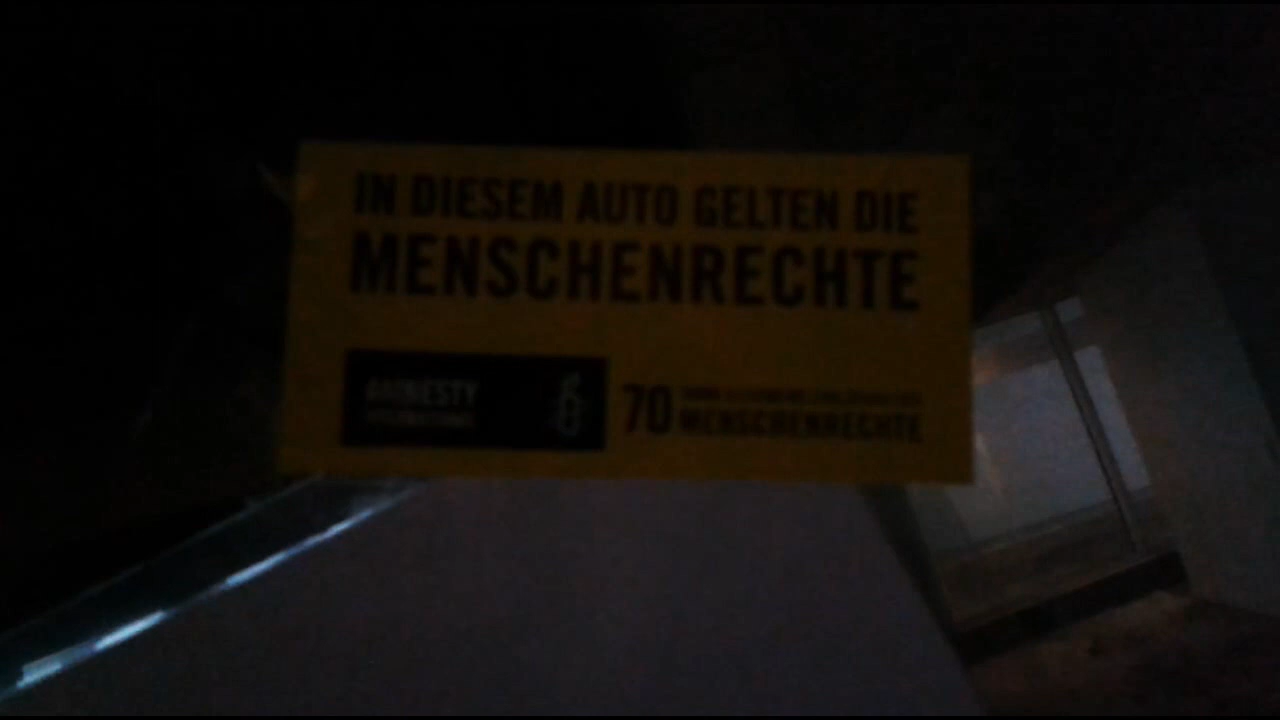 IN DIESEM AUTO GELTEN DIE
MENSCHENRECHTE
AMNESTY
INTERNATIONAL
70
MENSCHENRECHTE